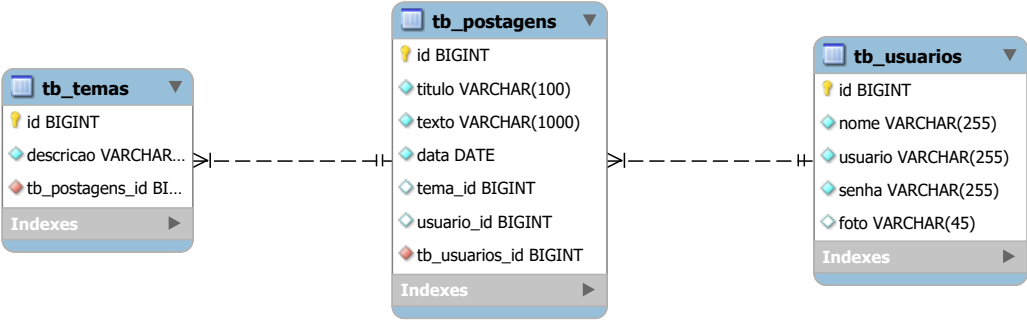 tb_temas
id BIGINT
descricao VARCHAR...
tb_postagens_id BI...
Indexes
tb_postagens
id BIGINT
titulo VARCHAR(100)
texto VARCHAR(1000)
data DATE
tema_id BIGINT
usuario_id BIGINT
tb_usuarios_id BIGINT
Indexes
tb_usuarios
id BIGINT
nome VARCHAR(255)
usuario VARCHAR(255)
senha VARCHAR(255)
foto VARCHAR(45)
Indexes